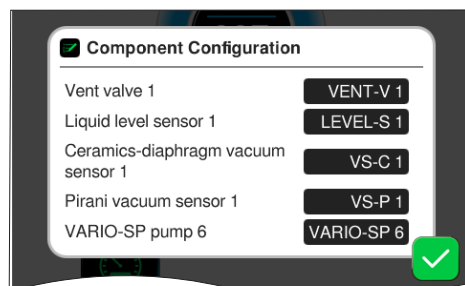 Component Configuration
Vent valve 1 VENT-V 1
Liquid level sensor 1 LEVEL-S 1
Ceramics-diaphragm vacuum
sensor 1 VS-C 1
Pirani vacuum sensor 1 VS-P 1
VARIO-SP pump 6 VARIO-SP 6